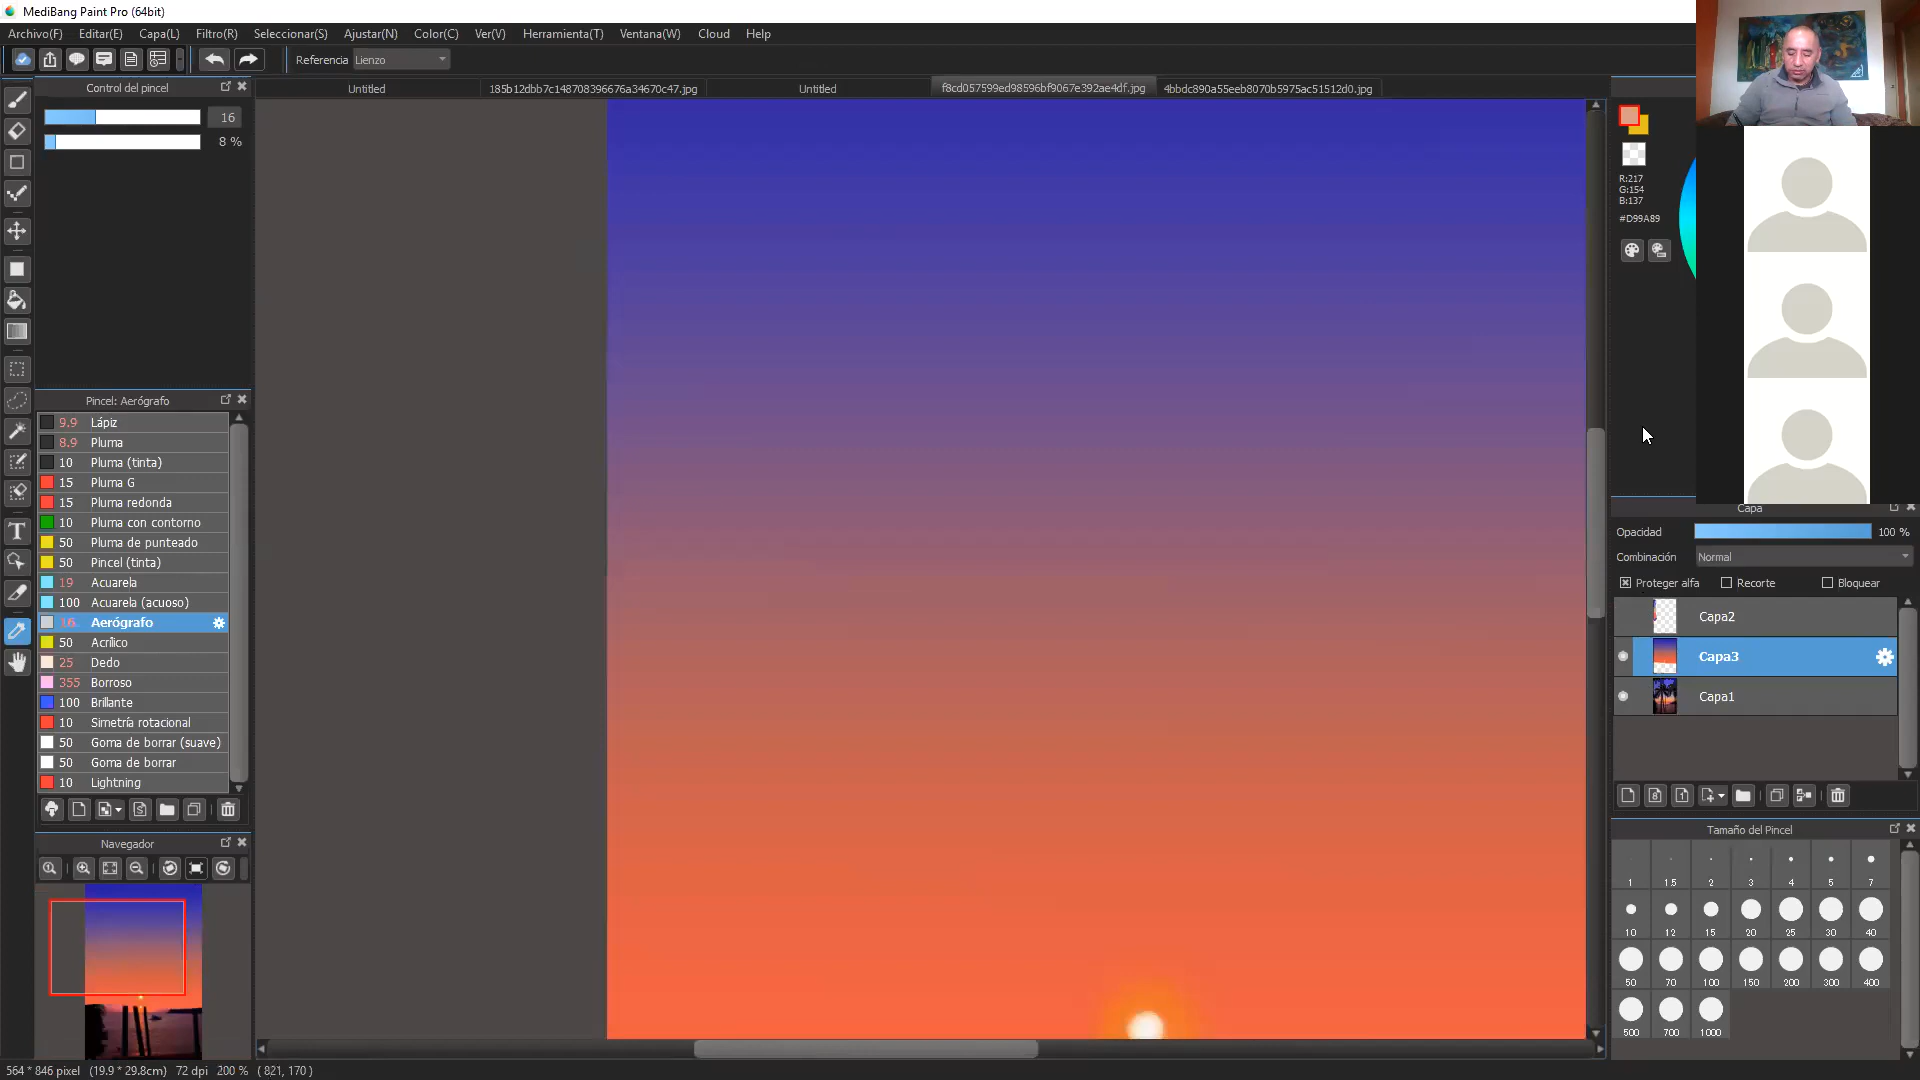 MediBang Paint Pro (64bit)
Archivo(F) Editar(E) Capa(L) Filtro(R) Seleccionar(S) Ajustar(N) Color(C) Ver(V) Herramienta(T) Ventana(W) Cloud Help
Referencia Lienzo
Control del pincel
Untitled 185b12dbb7c148708396676a34670c47.jpg Untitled f8cd057599ed98596bf9067e392ae4df.jpg 4bbdc890a55eeb8070b5975ac51512d0.jpg
16
8 %
R:217
G:154
B:137
#D99A89
Pincel: Aerógrafo
9.9 Lápiz
8.9 Pluma
10 Pluma (tinta)
15 Pluma G
15 Pluma redonda
10 Pluma con contorno
50 Pluma de punteado
50 Pincel (tinta)
19 Acuarela
100 Acuarela (acuoso)
16 Aerógrafo
50 Acrílico
25 Dedo
355 Borroso
100 Brillante
10 Simetría rotacional
50 Goma de borrar (suave)
50 Goma de borrar
10 Lightning
Navegador
Capa
Opacidad 100 %
Combinación Normal
Proteger alfa Recorte Bloquear
Capa2
Capa3
Capa1
Tamaño del Pincel
1 1.5 2 3 4 5 7
10 12 15 20 25 30 40
50 70 100 150 200 300 400
500 700 1000
564 * 846 pixel (19.9 * 29.8cm) 72 dpi 200 % ( 821, 170 )